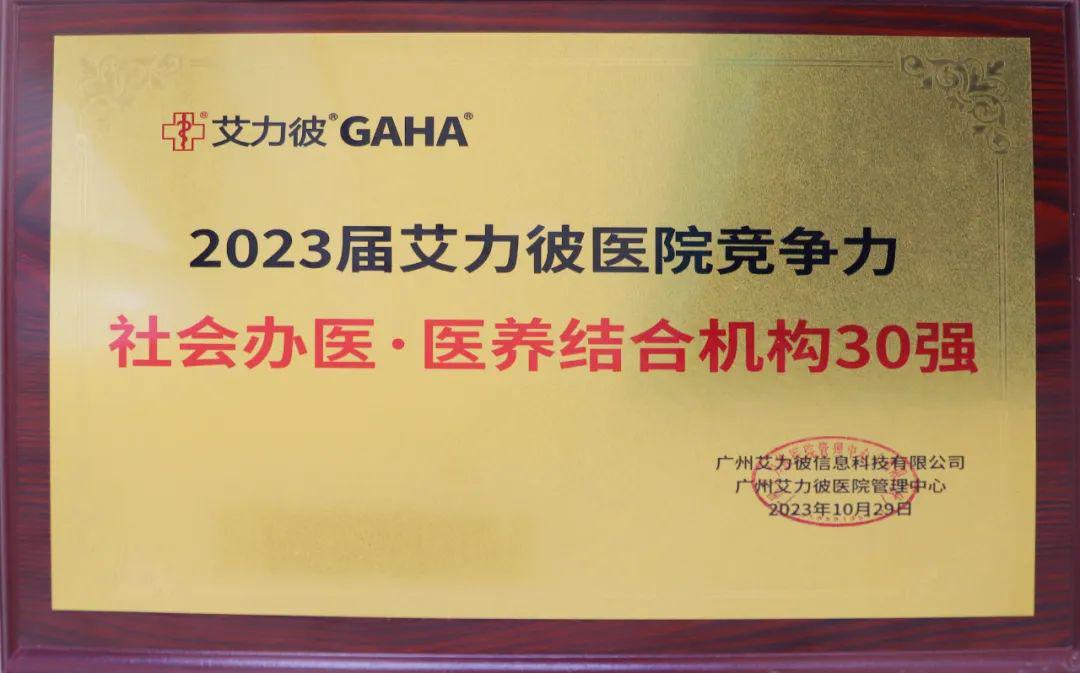 艾力彼® GAHA®
2023届艾力彼医院竞争力
社会办医·医养结合机构30强
广州艾力彼信息科技有限公司
广州艾力彼医院管理中心
2023年10月29日